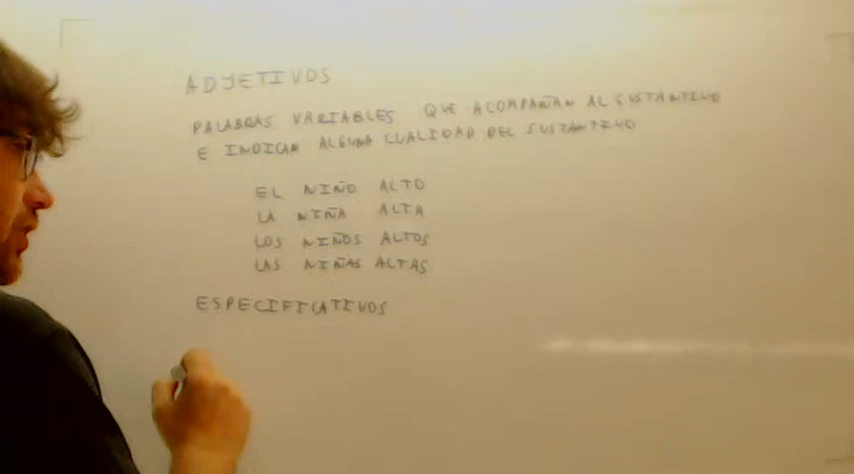 ADJETIVOS
PALABRAS VARIABLES QUE ACOMPAÑAN AL SUSTANTIVO
E INDICAN ALGUNA CUALIDAD DEL SUSTANTIVO
EL NIÑO ALTO
LA NIÑA ALTA
LOS NIÑOS ALTOS
LAS NIÑAS ALTAS
ESPECIFICATIVOS